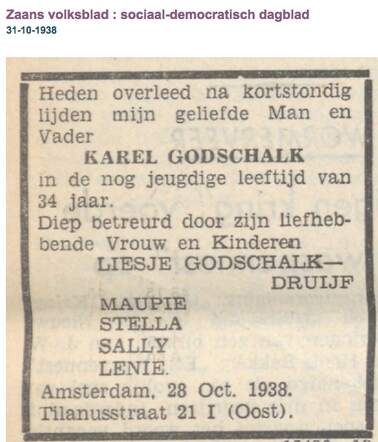 Zaans volksblad : sociaal-democratisch dagblad
31-10-1938
Heden overleed na kortstondig
lijden mijn geliefde Man en
Vader
KAREL GODSCHALK
in de nog jeugdige leeftijd van
34 jaar.
Diep betreurd door zijn liefheb-
bende Vrouw en Kinderen
LIESJE GODSCHALK—
DRUIJF
MAUPIE
STELLA
SALLY
LENIE.
Amsterdam, 28 Oct. 1938.
Tilanusstraat 21 I (Oost).